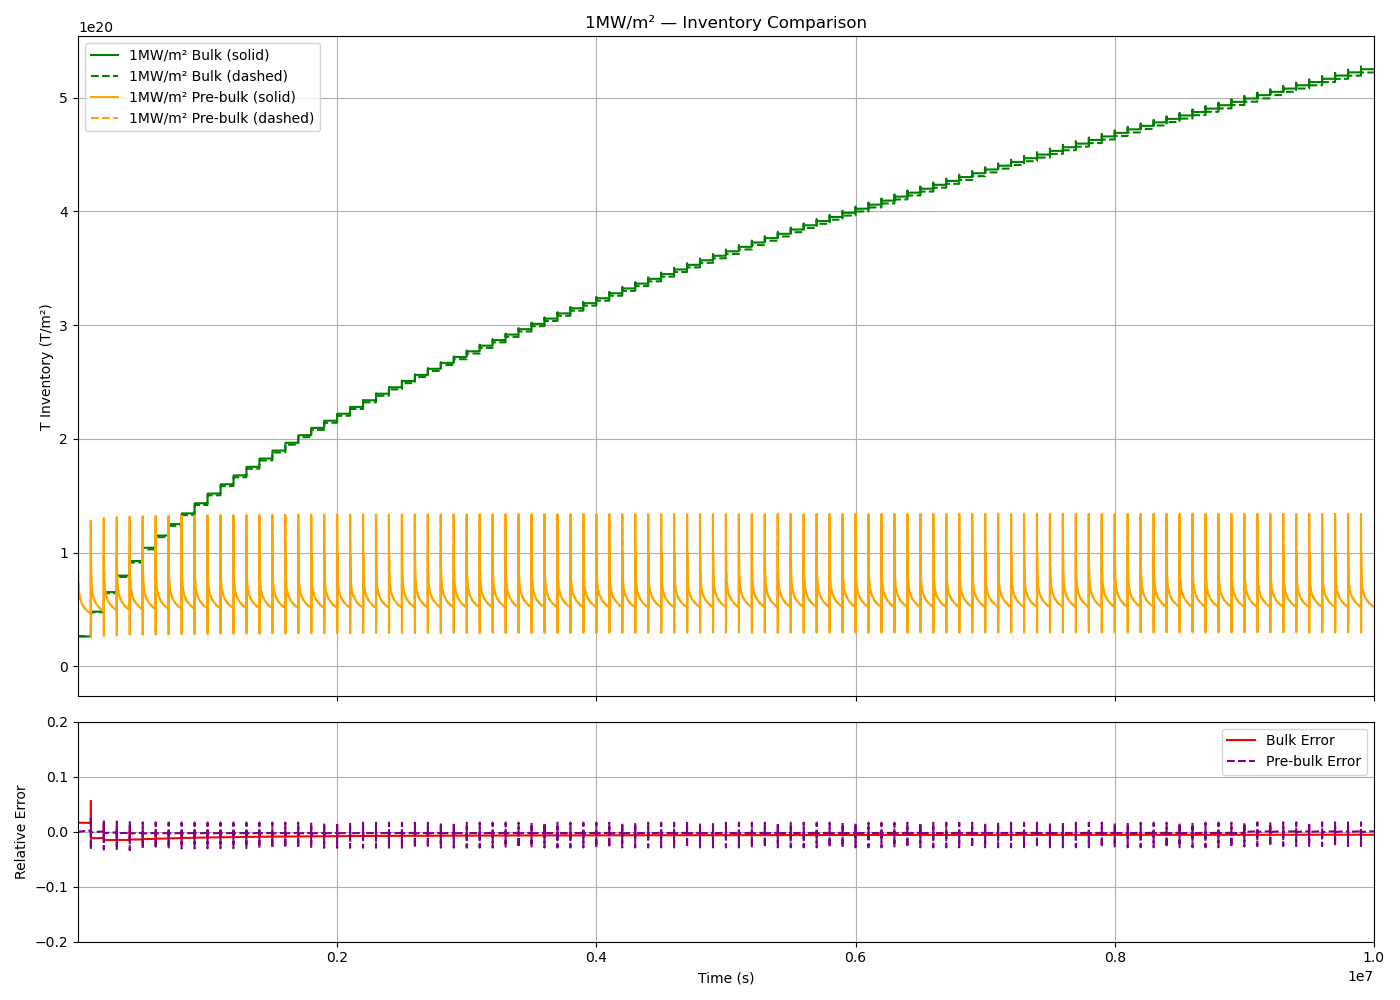 1MW/m² — Inventory Comparison
1e20
1MW/m² Bulk (solid)
1MW/m² Bulk (dashed)
1MW/m² Pre-bulk (solid)
1MW/m² Pre-bulk (dashed)
5
4
3
2
1
0
T Inventory (T/m²)
0.2
0.1
0.0
−0.1
−0.2
Relative Error
Bulk Error
Pre-bulk Error
0.2 0.4 0.6 0.8 1.0
Time (s)
1e7